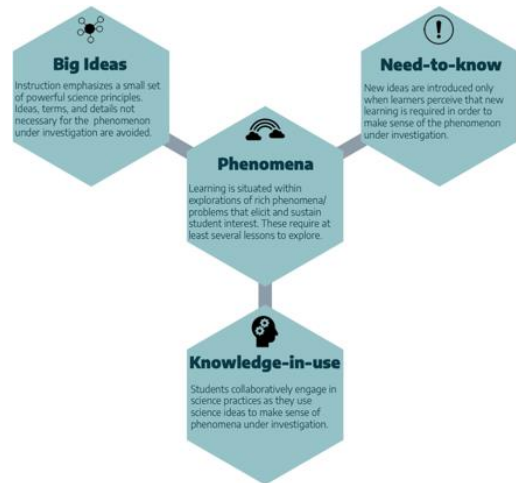 Big Ideas
Instruction emphasizes a small set
of powerful science principles.
Ideas, terms, and details not
necessary for the phenomenon
under investigation are avoided.
Need-to-know
New ideas are introduced only
when learners perceive that new
learning is required in order to
make sense of the phenomenon
under investigation.
Phenomena
Learning is situated within
explorations of rich phenomena/
problems that elicit and sustain
student interest. These require at
least several lessons to explore.
Knowledge-in-use
Students collaboratively engage in
science practices as they use
science ideas to make sense of
phenomena under investigation.